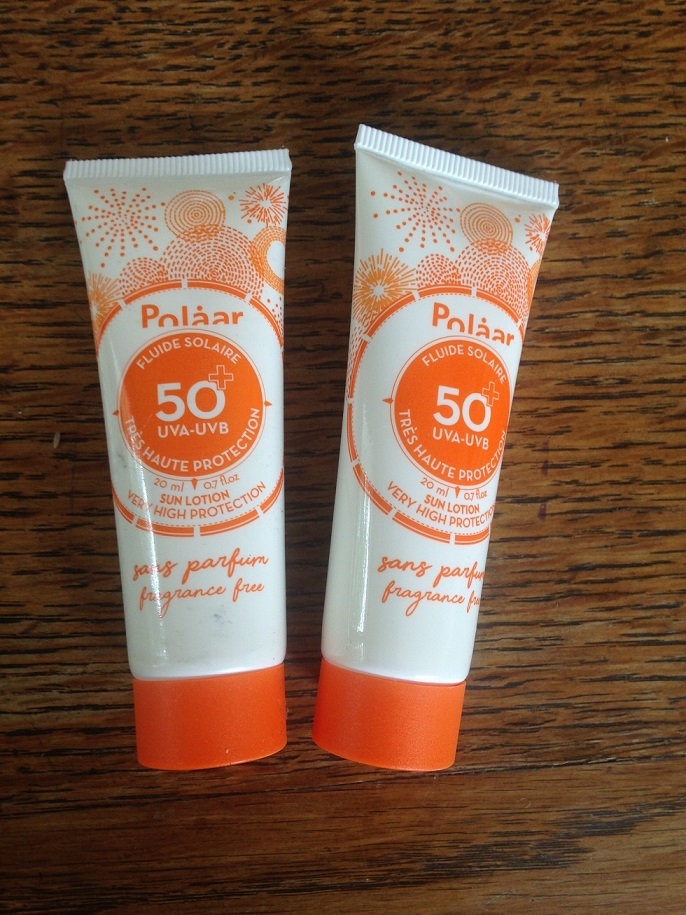 Polåar
FLUIDE SOLAIRE
50+
UVA-UVB
TRÈS HAUTE PROTECTION
20 ml 0.7 fl.oz
SUN LOTION
VERY HIGH PROTECTION
sans parfum
fragrance free
Polåar
FLUIDE SOLAIRE
50+
UVA-UVB
TRÈS HAUTE PROTECTION
20 ml 0.7 fl.oz
SUN LOTION
VERY HIGH PROTECTION
sans parfum
fragrance fre